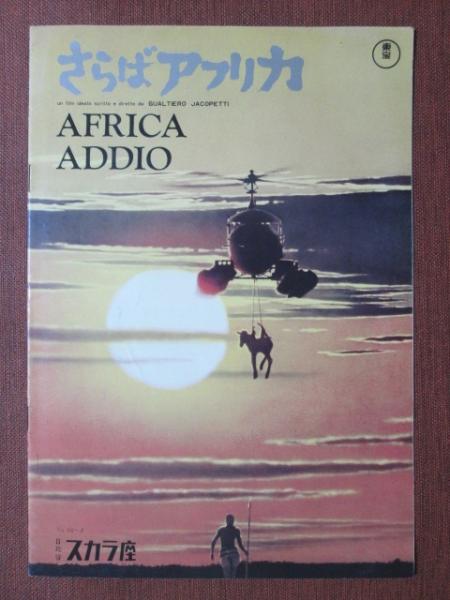 さらばアフリカ
東宝
un film ideato scritto e diretto da GUALTIERO JACOPETTI
AFRICA
ADDIO
日比谷
スカラ座